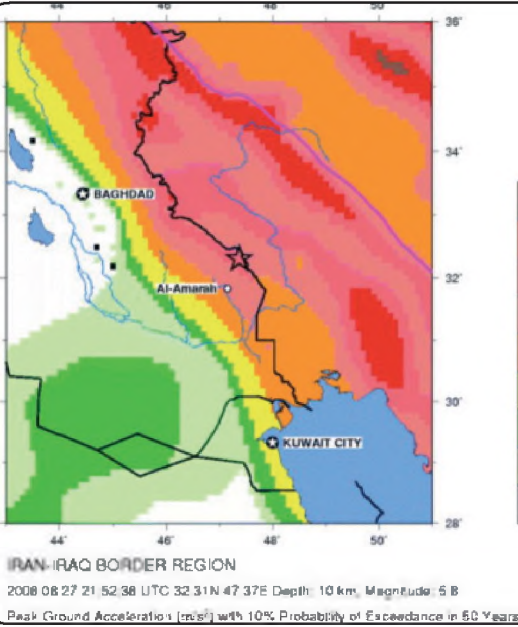 44 46 48 50
36°
34°
BAGHDAD
32°
Al-Amarah
30°
KUWAIT CITY
28°
44° 46° 48° 50°
IRAN-IRAQ BORDER REGION
2008 08 27 21:52:38 UTC 32.31N 47.37E Depth: 10 km, Magnitude: 5.8
Peak Ground Acceleration (m/s²) with 10% Probability of Exceedance in 50 Years